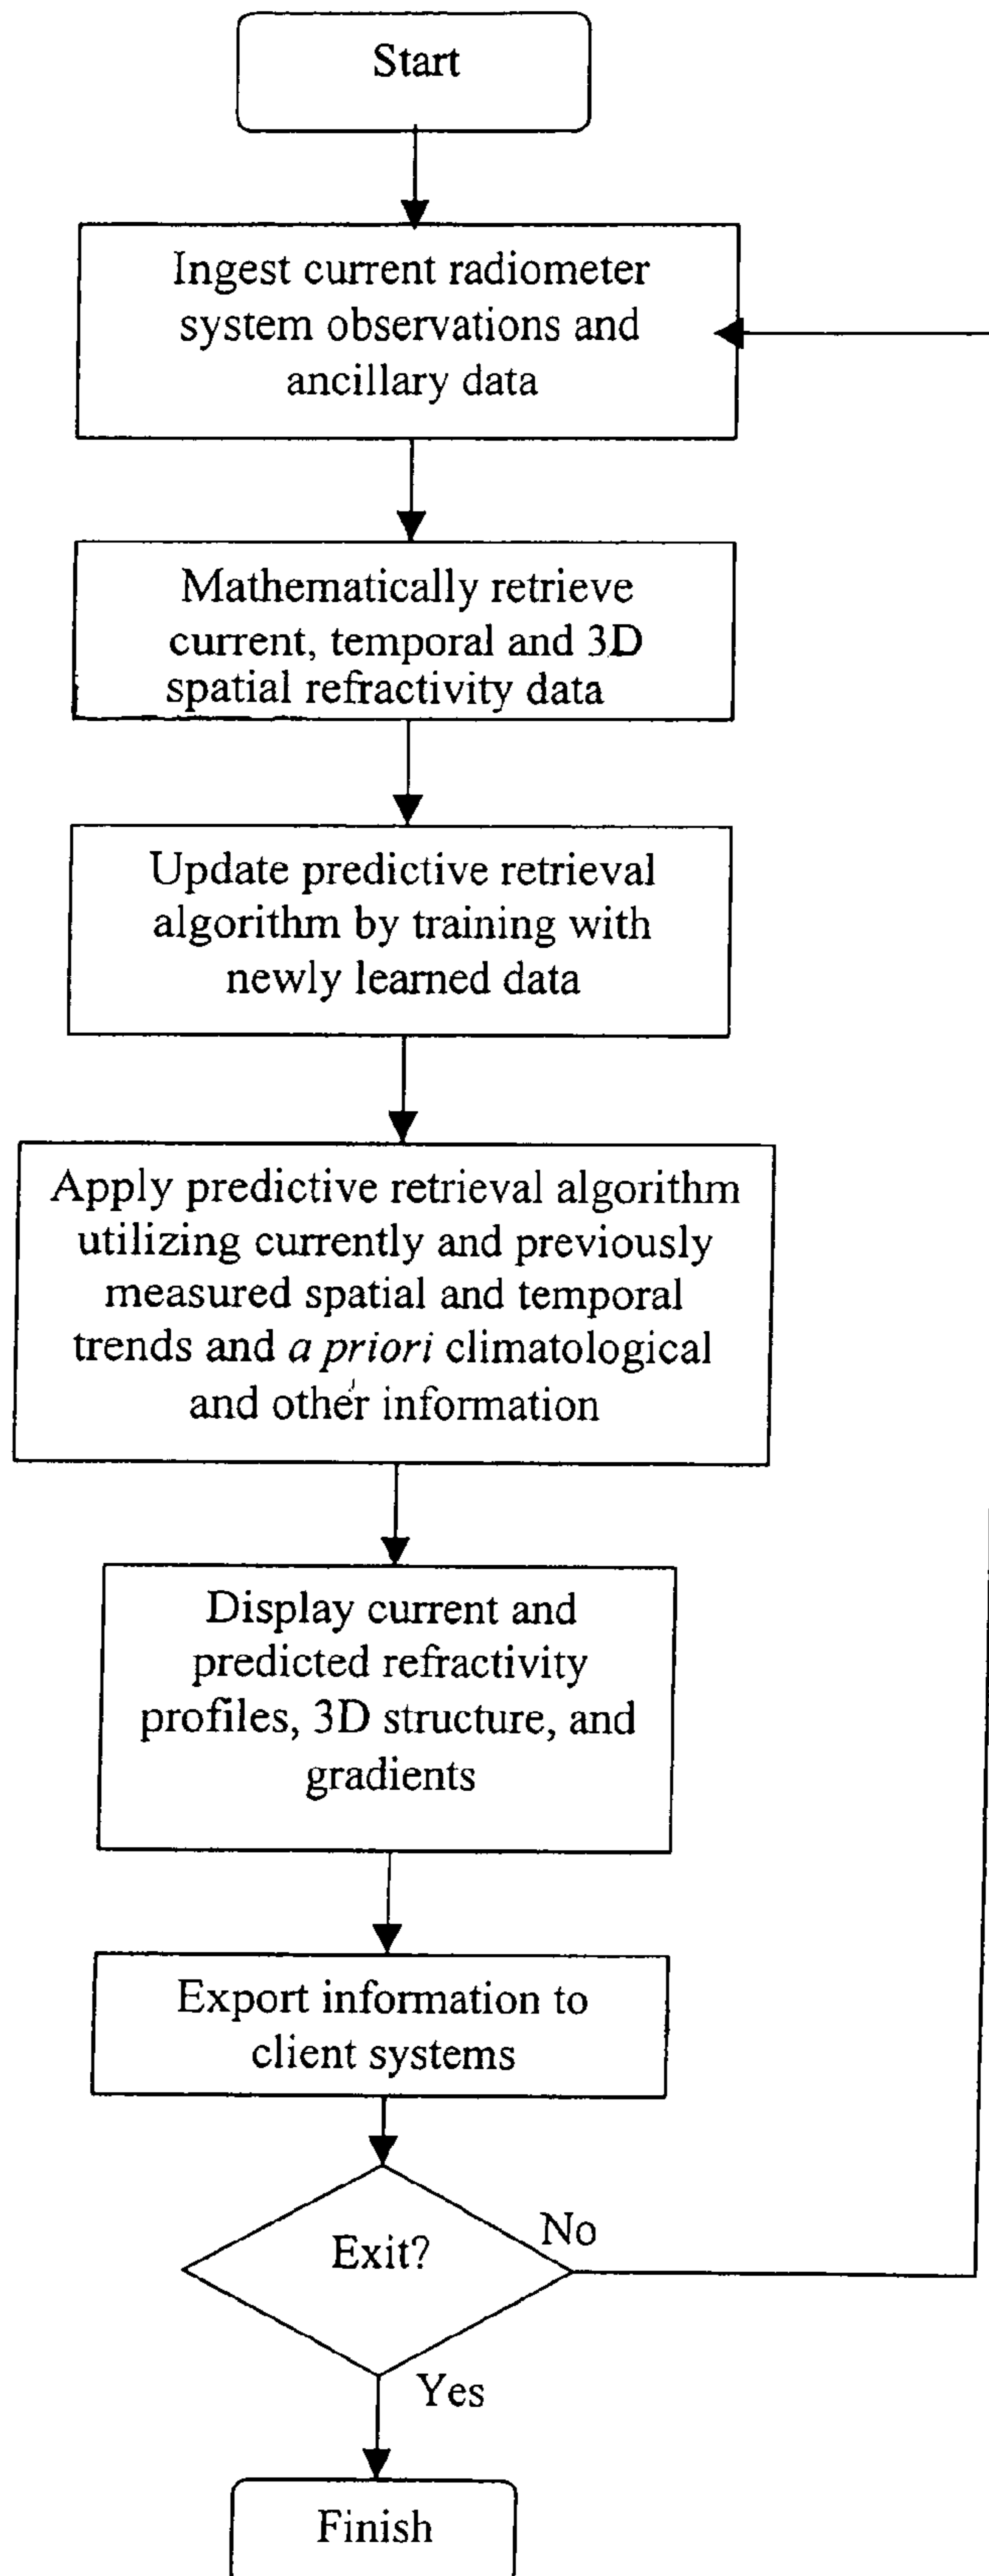 Start
Ingest current radiometer
system observations and
ancillary data
Mathematically retrieve
current, temporal and 3D
spatial refractivity data
Update predictive retrieval
algorithm by training with
newly learned data
Apply predictive retrieval algorithm
utilizing currently and previously
measured spatial and temporal
trends and a priori climatological
and other information
Display current and
predicted refractivity
profiles, 3D structure, and
gradients
Export information to
client systems
Exit?
No
Yes
Finish